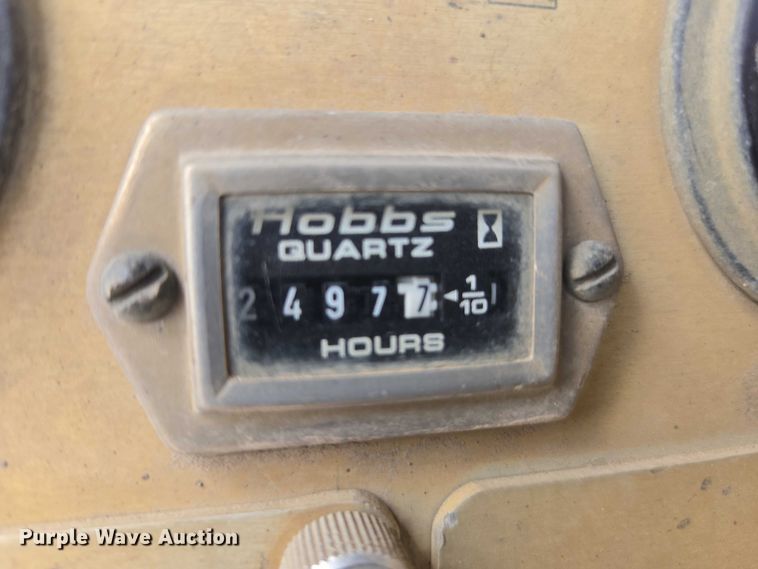 Hobbs
QUARTZ
2 4 9 7 7 ◄ 1/10
HOURS
Purple Wave Auction